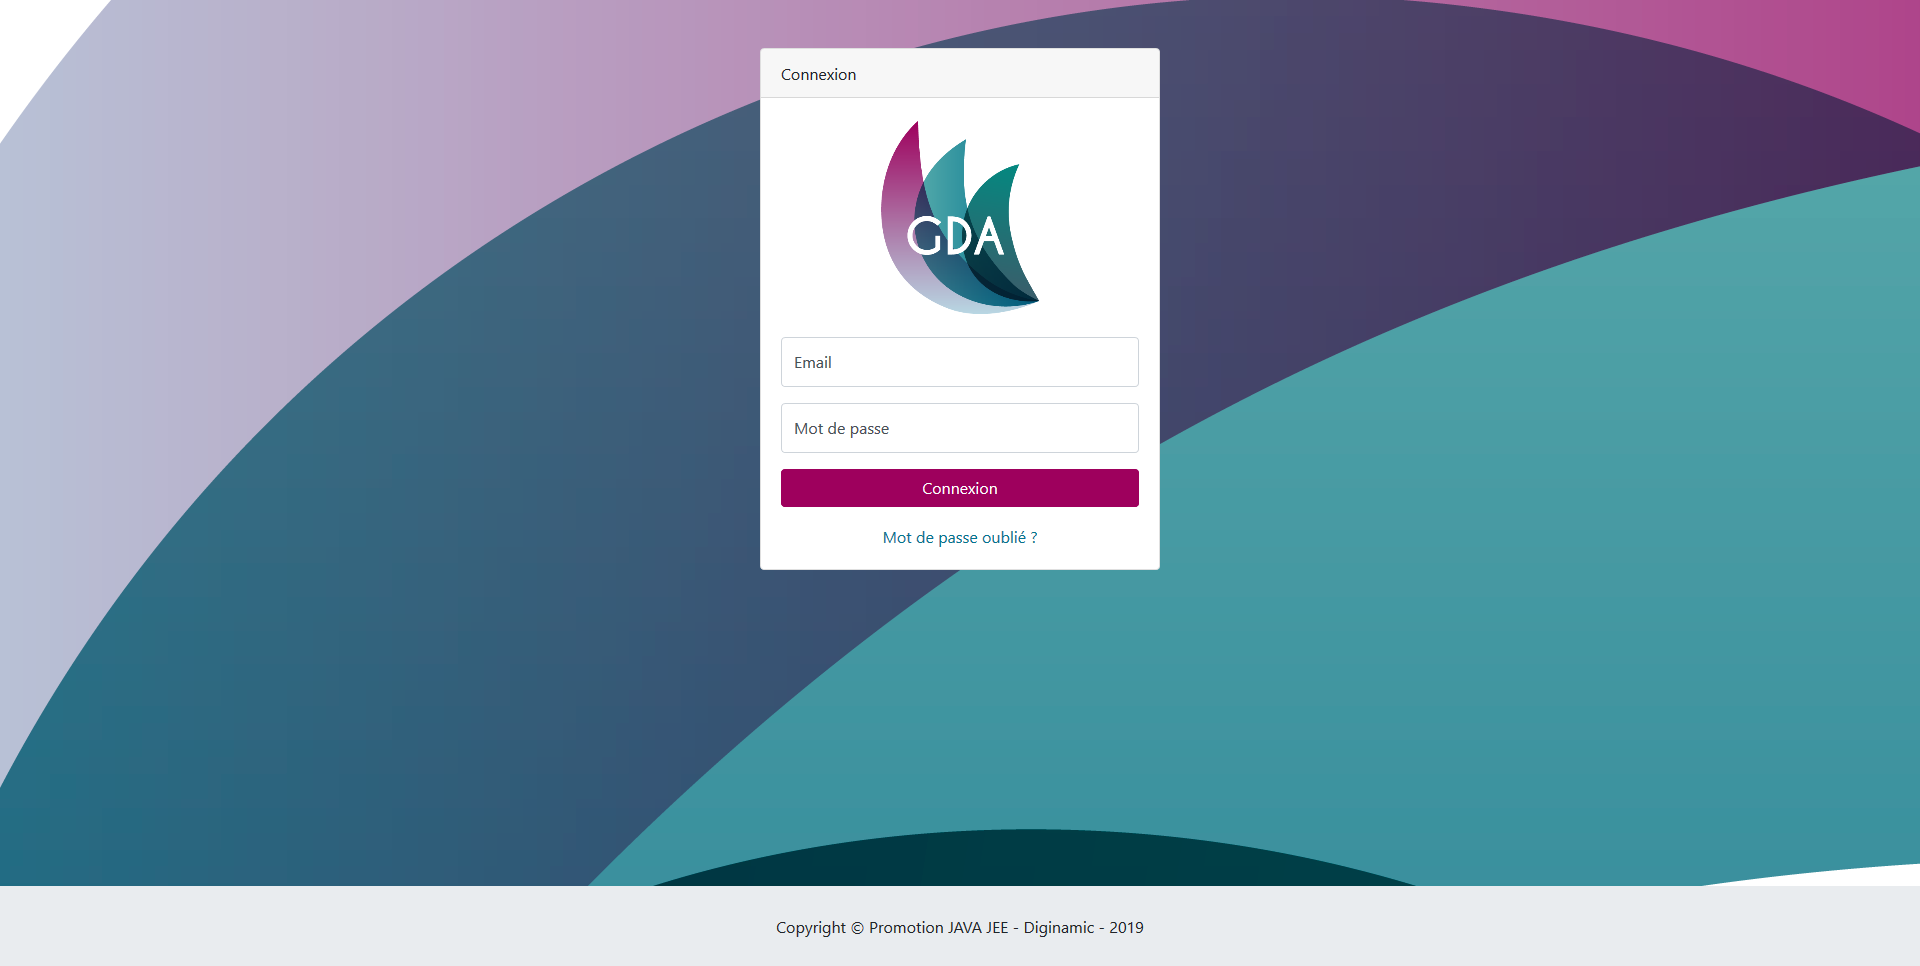 Connexion
GDA
Email
Mot de passe
Connexion
Mot de passe oublié ?
Copyright © Promotion JAVA JEE - Diginamic - 2019